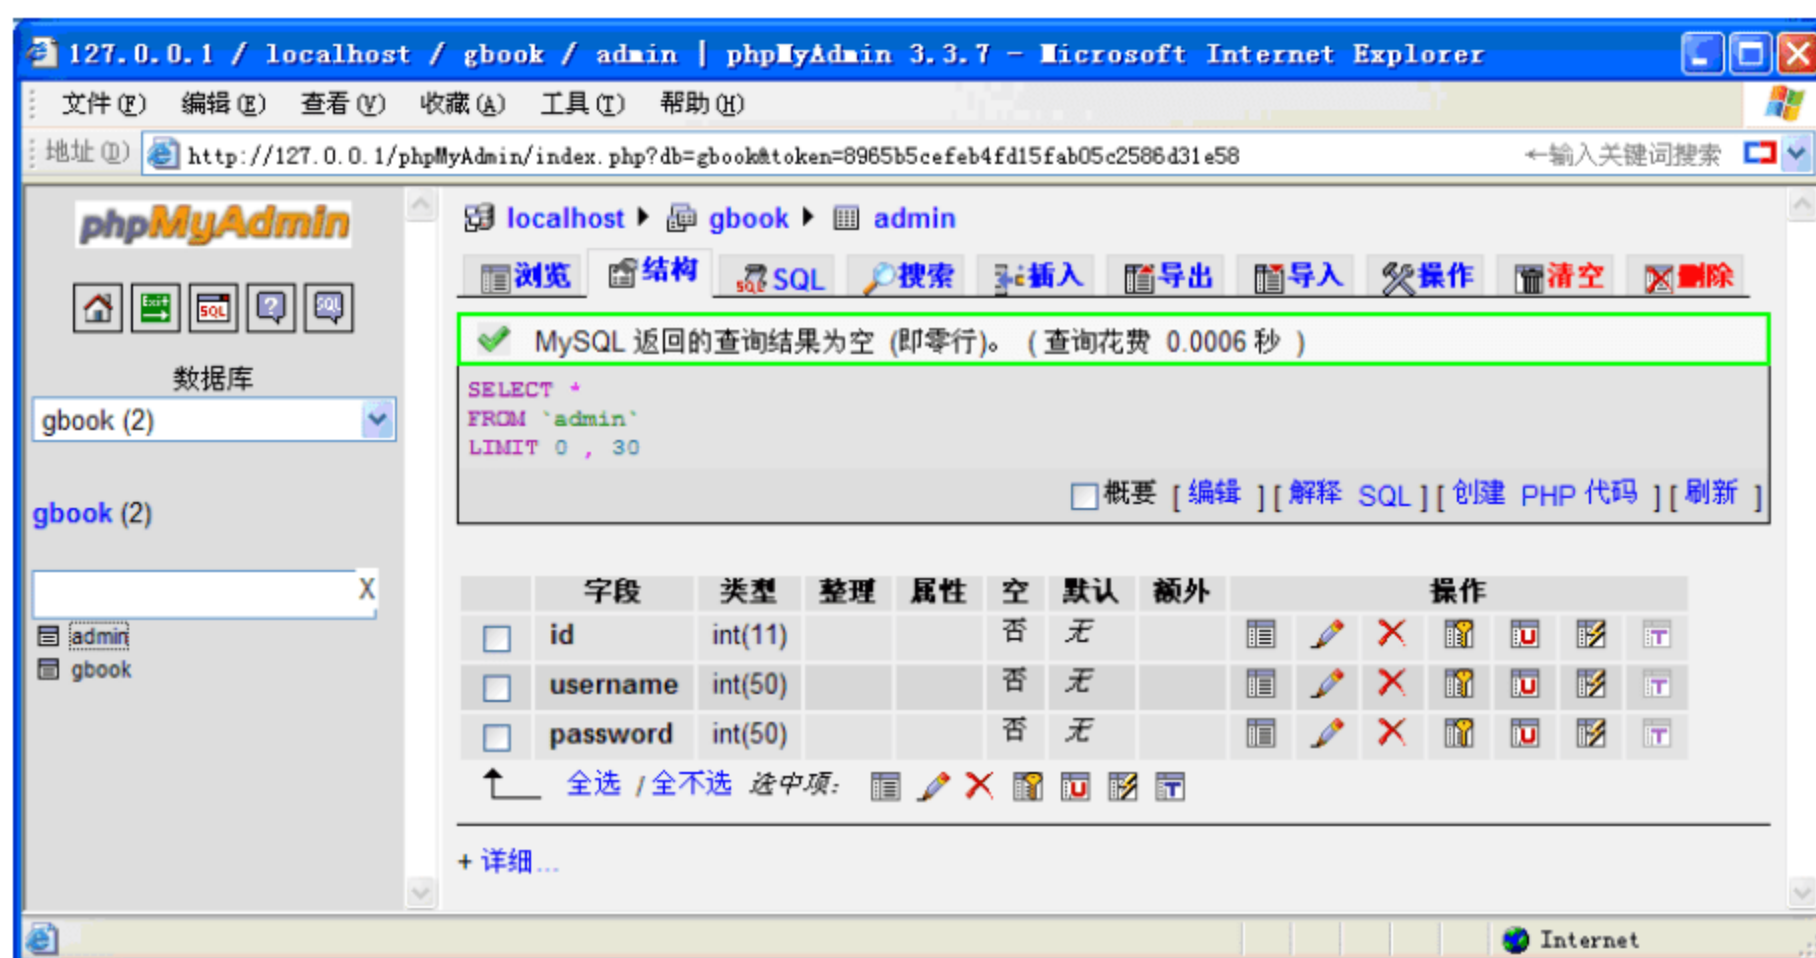 127.0.0.1 / localhost / gbook / admin | phpMyAdmin 3.3.7 - Microsoft Internet Explorer
文件(F) 编辑(E) 查看(V) 收藏(A) 工具(T) 帮助(H)
地址(D) http://127.0.0.1/phpMyAdmin/index.php?db=gbook&token=8965b5cefeb4fd15fab05c2586d31e58 ←输入关键词搜索
phpMyAdmin
Exit SQL ? SQL
数据库
gbook (2)
gbook (2)
X
admin
gbook
localhost gbook admin
浏览 结构 SQL 搜索 插入 导出 导入 操作 清空 删除
MySQL 返回的查询结果为空 (即零行)。 ( 查询花费 0.0006 秒 )
SELECT *
FROM `admin`
LIMIT 0 , 30
概要 [ 编辑 ] [ 解释 SQL ] [ 创建 PHP 代码 ] [ 刷新 ]
字段 类型 整理 属性 空 默认 额外 操作
id int(11) 否 无
username int(50) 否 无
password int(50) 否 无
全选 / 全不选 选中项:
+ 详细...
Internet